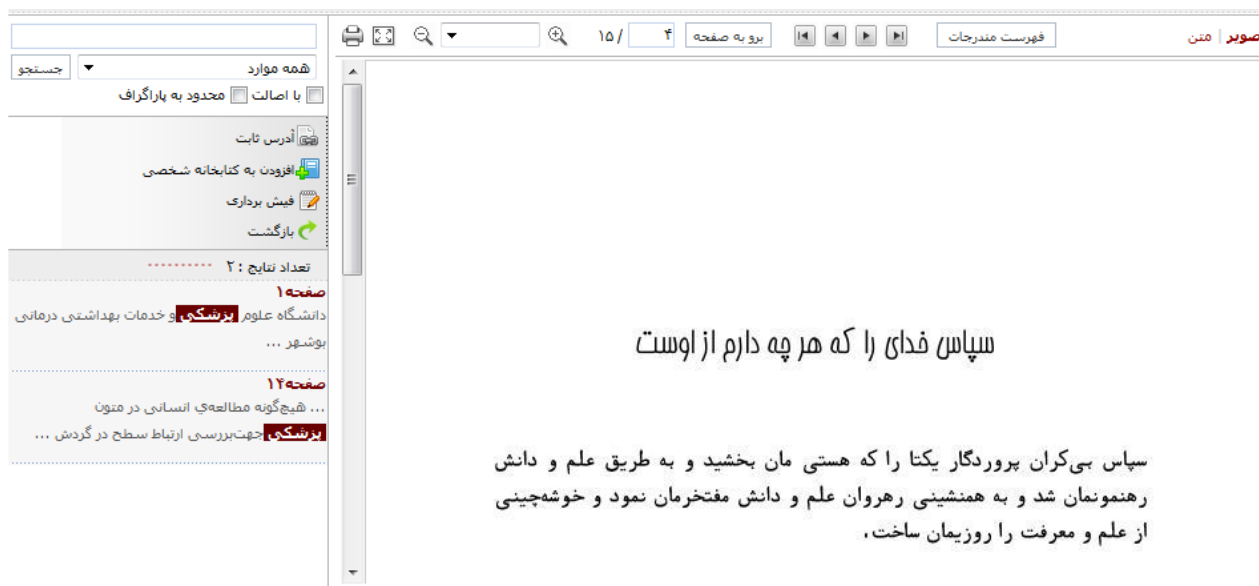 تصویر | متن
فهرست مندرجات
برو به صفحه
۴
/ ۱۵
همه موارد
جستجو
با اصالت
محدود به پاراگراف
آدرس ثابت
افزودن به کتابخانه شخصی
فیش برداری
بازگشت
تعداد نتایج : ۲
صفحه۱
دانشگاه علوم پزشکی و خدمات بهداشتی درمانی
بوشهر ...
صفحه۱۴
... هیچ‌گونه مطالعه‌ي انسانی در متون
پزشکی جهت‌بررسی ارتباط سطح در گردش ...
سپاس خدای را که هر چه دارم از اوست
سپاس بی‌کران پروردگار یکتا را که هستی مان بخشید و به طریق علم و دانش
رهنمونمان شد و به همنشینی رهروان علم و دانش مفتخرمان نمود و خوشه‌چینی
از علم و معرفت را روزیمان ساخت.